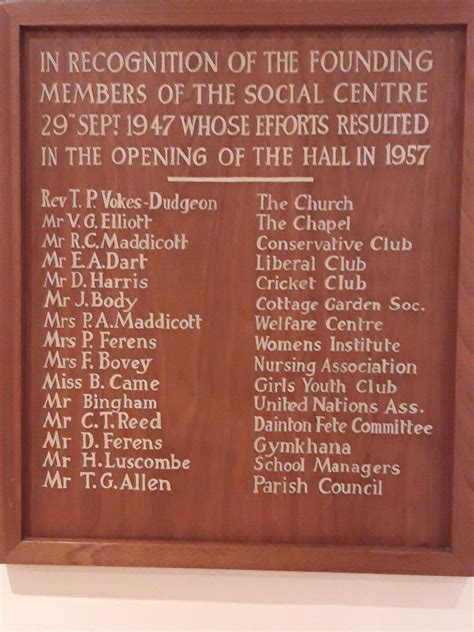 IN RECOGNITION OF THE FOUNDING
MEMBERS OF THE SOCIAL CENTRE
29TH SEPT. 1947 WHOSE EFFORTS RESULTED
IN THE OPENING OF THE HALL IN 1957
Rev T. P. Vokes-Dudgeon The Church
Mr V. G. Elliott The Chapel
Mr R.C. Maddicott Conservative Club
Mr E.A. Dart Liberal Club
Mr D. Harris Cricket Club
Mr J. Body Cottage Garden Soc.
Mrs P.A. Maddicott Welfare Centre
Mrs P. Ferens Womens Institute
Mrs F. Bovey Nursing Association
Miss B. Came Girls Youth Club
Mr Bingham United Nations Ass.
Mr C.T. Reed Dainton Fete Committee
Mr D. Ferens Gymkhana
Mr H. Luscombe School Managers
Mr T. G. Allen Parish Council